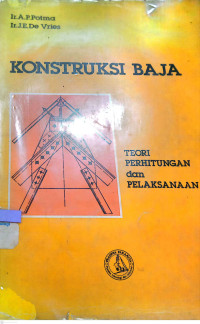 Ir.A.P.Potma
Ir.J.E.De Vries
KONSTRUKSI BAJA
TEORI
PERHITUNGAN
dan
PELAKSANAAN